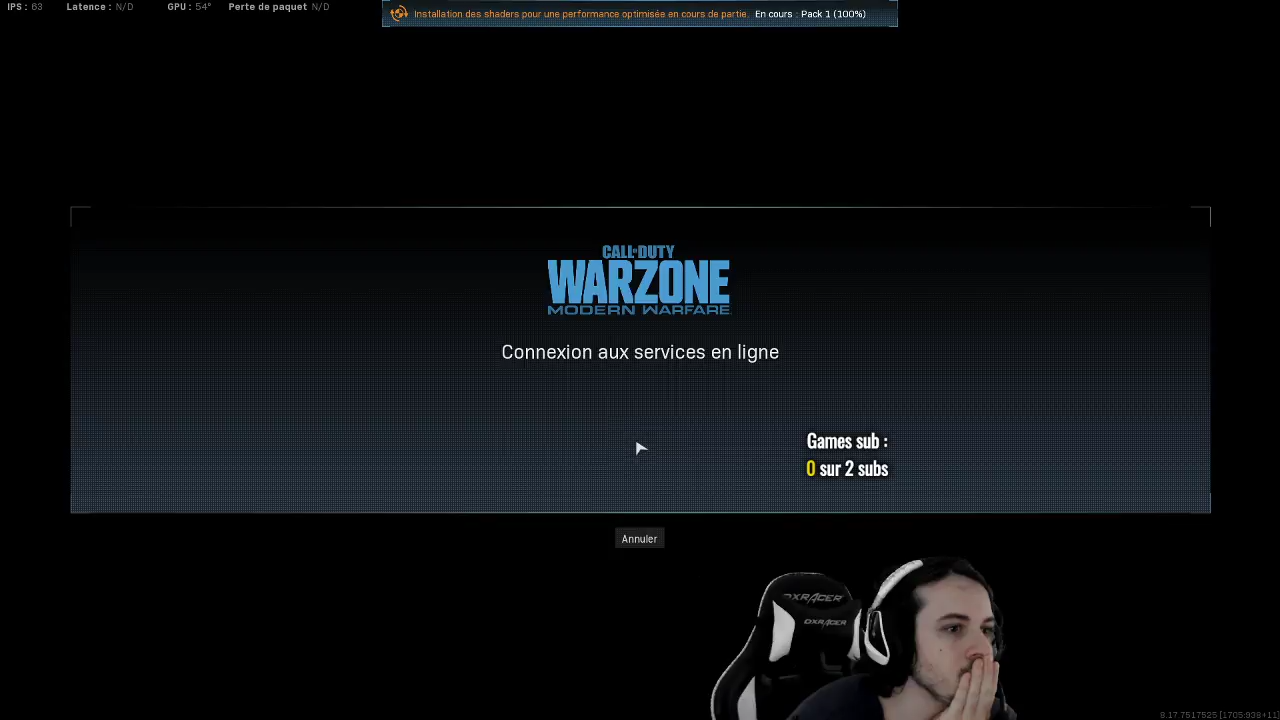 IPS : 63 Latence : N/D GPU : 54° Perte de paquet N/D
Installation des shaders pour une performance optimisée en cours de partie. En cours : Pack 1 (100%)
CALL OF DUTY
WARZONE
MODERN WARFARE
Connexion aux services en ligne
Games sub :
0 sur 2 subs
Annuler
DXRACER
DXRACER